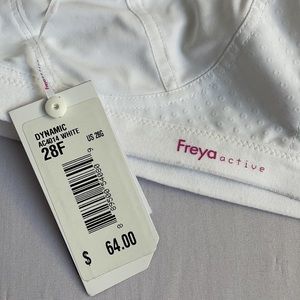 DYNAMIC
AC4014 WHITE
28F
US 28G
$ 64.00
Freya active